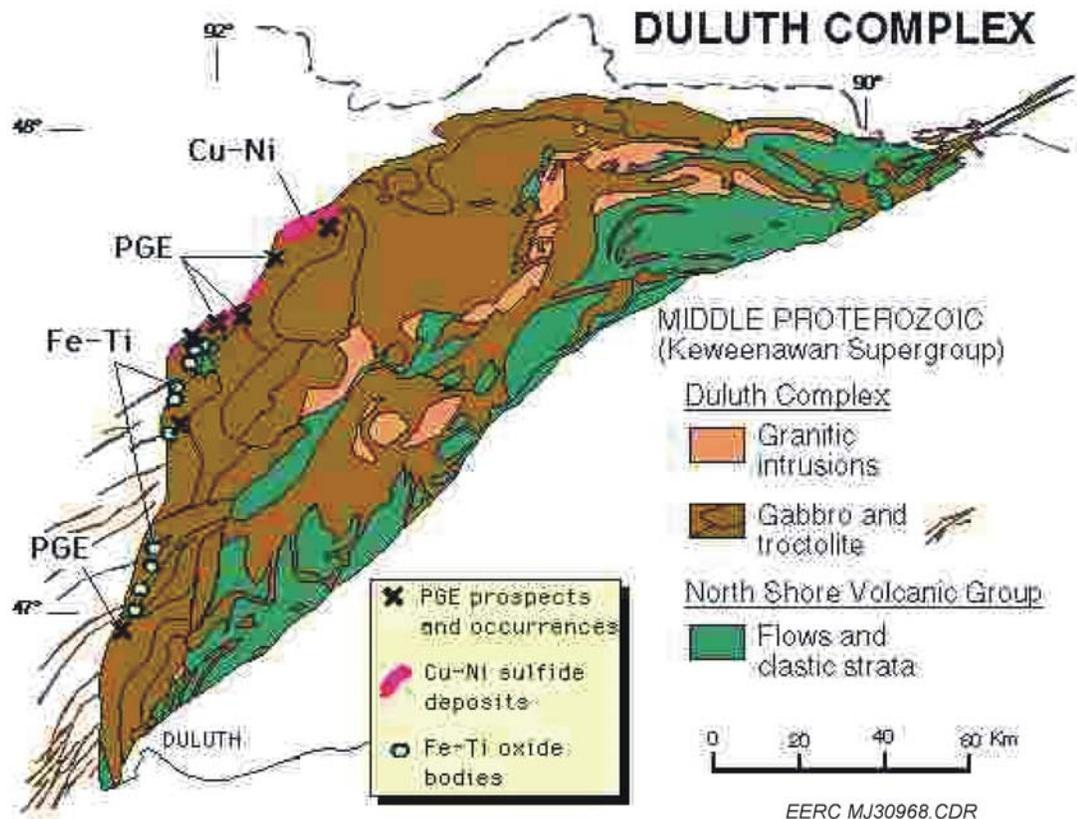 DULUTH COMPLEX
92°
90°
48°
Cu-Ni
PGE
Fe-Ti
PGE
47°
DULUTH
MIDDLE PROTEROZOIC
(Keweenawan Supergroup)
Duluth Complex
Granitic
intrusions
Gabbro and
troctolite
North Shore Volcanic Group
Flows and
clastic strata
PGE prospects
and occurrences
Cu-Ni sulfide
deposits
Fe-Ti oxide
bodies
0 20 40 60 Km
EERC MJ30968.CDR